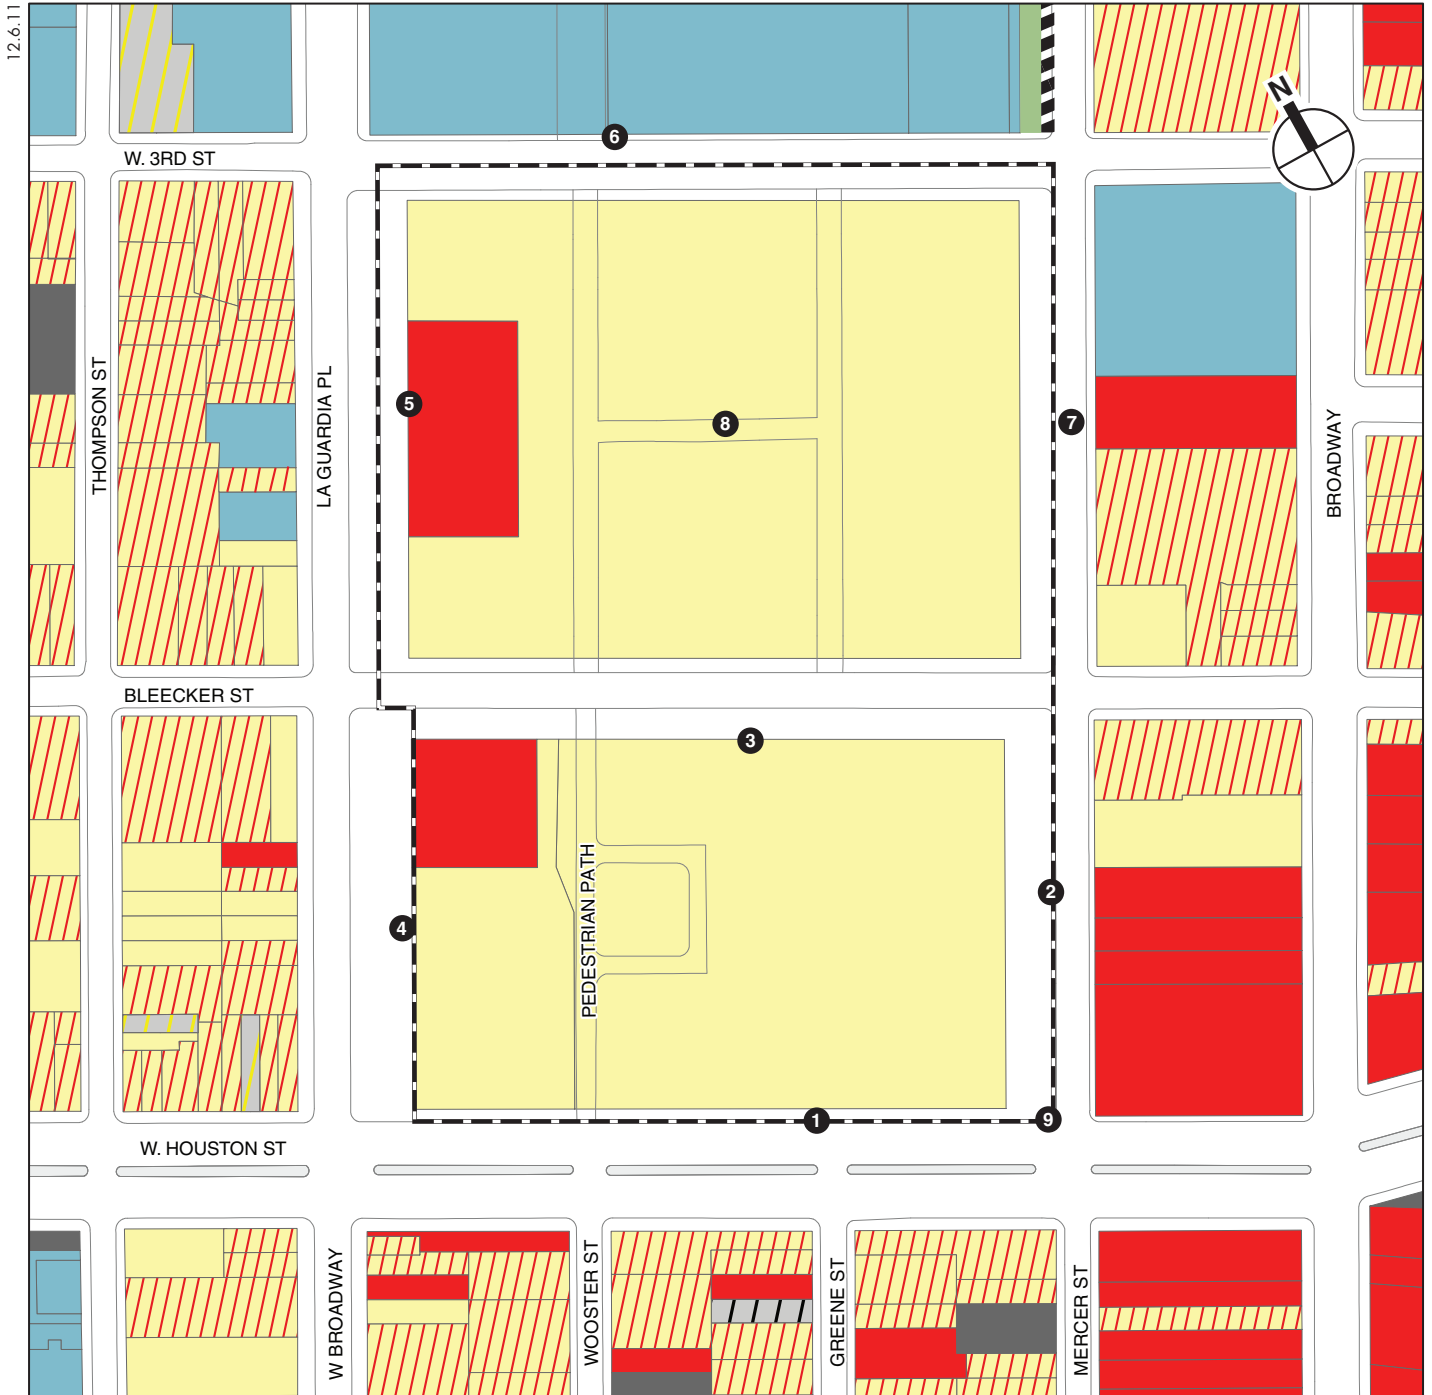 12.6.11
N
6
W. 3RD ST
THOMPSON ST
LA GUARDIA PL
5
8
7
BROADWAY
BLEECKER ST
3
PEDESTRIAN PATH
2
4
1
9
W. HOUSTON ST
W BROADWAY
WOOSTER ST
GREENE ST
MERCER ST